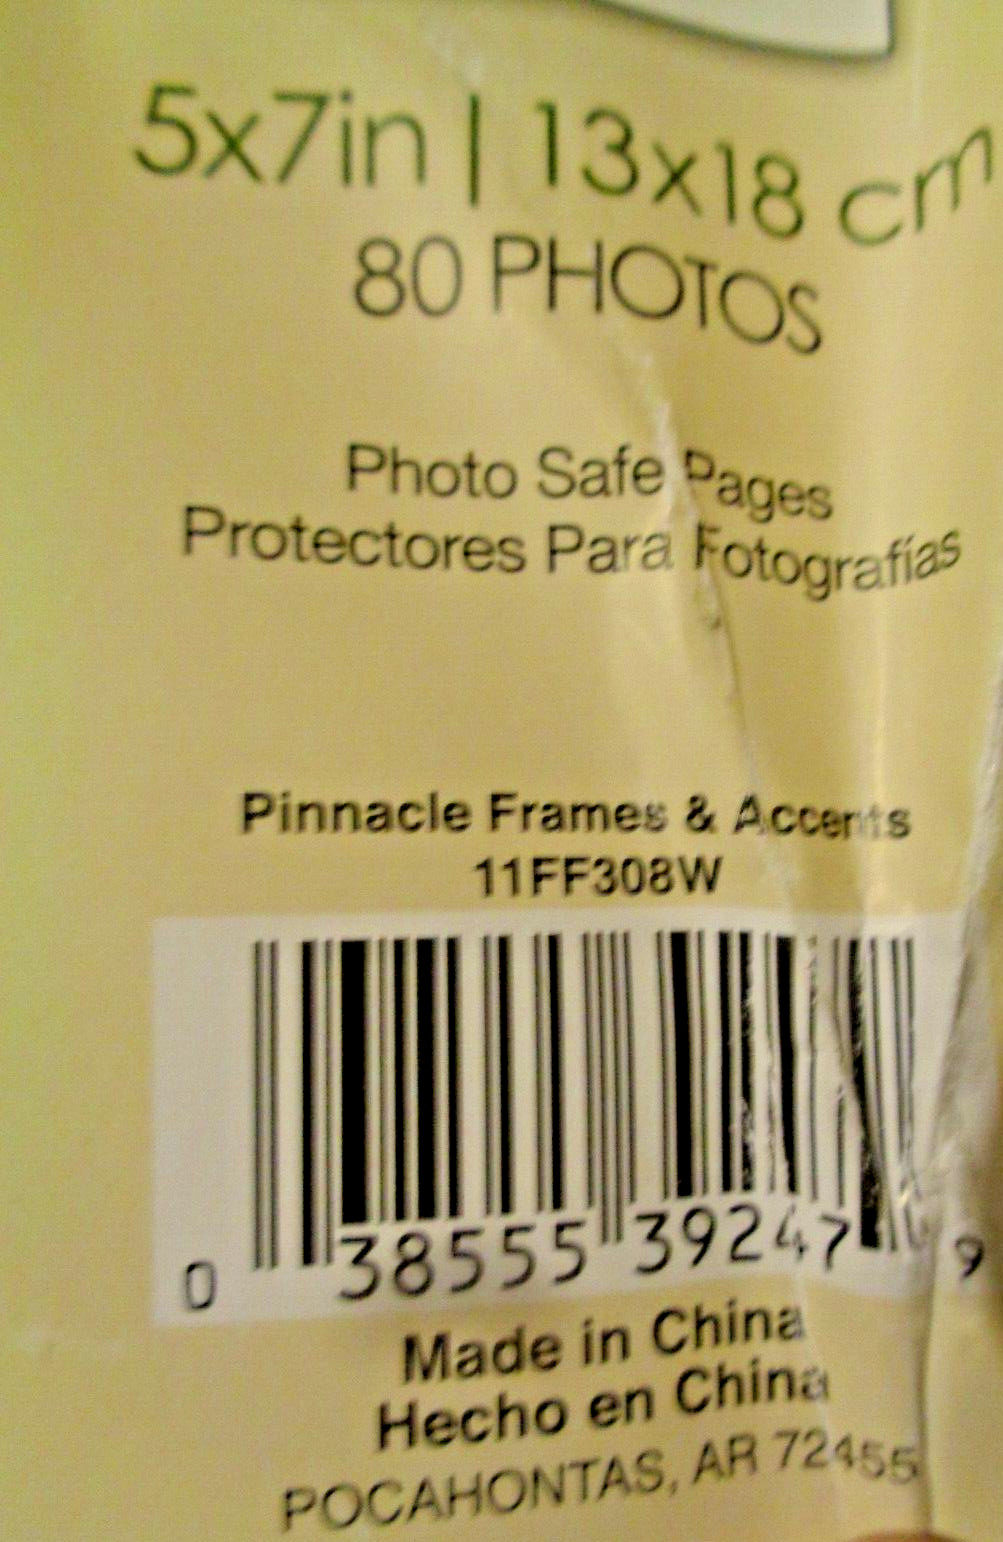 5x7in | 13x18 cm
80 PHOTOS
Photo Safe Pages
Protectores Para Fotografías
Pinnacle Frames & Accents
11FF308W
0 38555 39247 9
Made in China
Hecho en China
POCAHONTAS, AR 72455